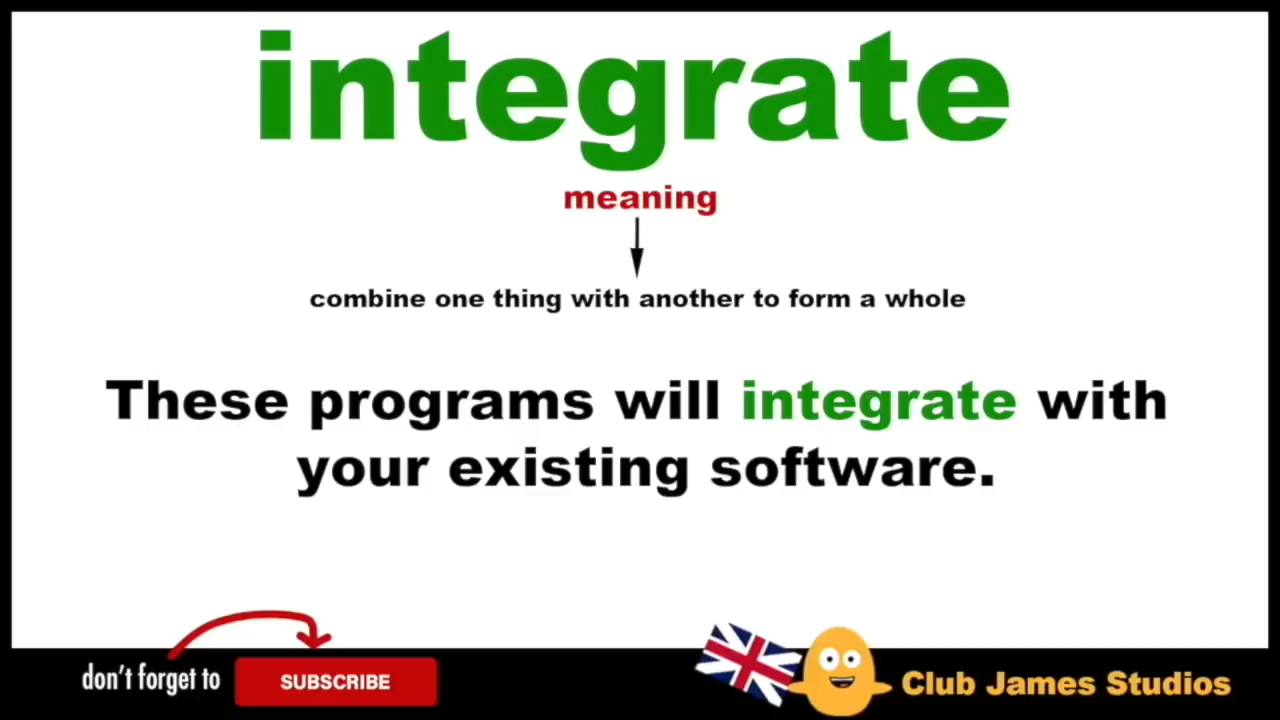 integrate
meaning
combine one thing with another to form a whole
These programs will integrate with
your existing software.
don't forget to SUBSCRIBE
Club James Studios